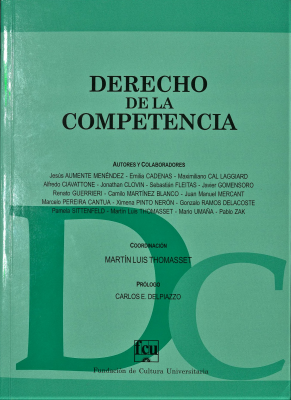 DERECHO
DE LA
COMPETENCIA
AUTORES Y COLABORADORES
Jesús AUMENTE MENÉNDEZ - Emilia CADENAS - Maximiliano CAL LAGGIARD
Alfredo CIAVATTONE - Jonathan CLOVIN - Sebastián FLEITAS - Javier GOMENSORO
Renato GUERRIERI - Camilo MARTÍNEZ BLANCO - Juan Manuel MERCANT
Marcelo PEREIRA CANTUA - Ximena PINTO NERÓN - Gonzalo RAMOS DELACOSTE
Pamela SITTENFELD - Martín Luis THOMASSET - Mario UMAÑA - Pablo ZAK
COORDINACIÓN
MARTÍN LUIS THOMASSET
PRÓLOGO
CARLOS E. DELPIAZZO
DC
fcu
Fundación de Cultura Universitaria